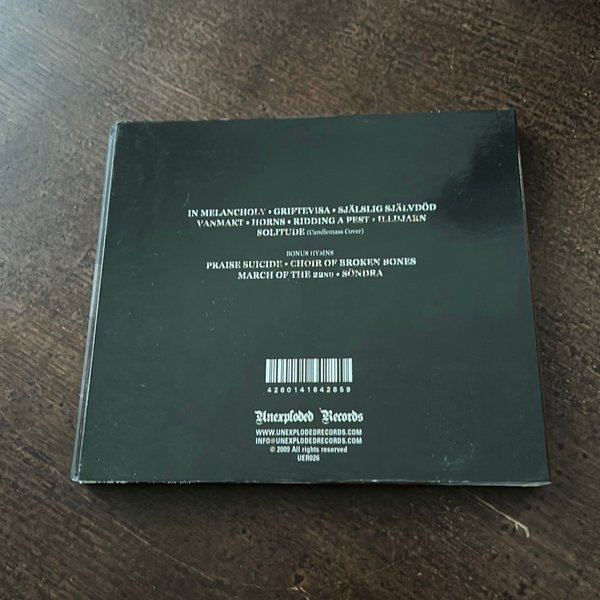 IN MELANCHOLY • GRIFTEVISA • SJÄLSLIG SJÄLVDÖD
VANMAKT • HORNS • RIDDING A PEST • ILLDJARN
SOLITUDE (Candlemass Cover)
BONUS HYMNS
PRAISE SUICIDE • CHOIR OF BROKEN BONES
MARCH OF THE 22ND • SÖNDRA
4260141642859
Unexploded Records
WWW.UNEXPLODEDRECORDS.COM
INFO@UNEXPLODEDRECORDS.COM
© 2009 All rights reserved
UER026